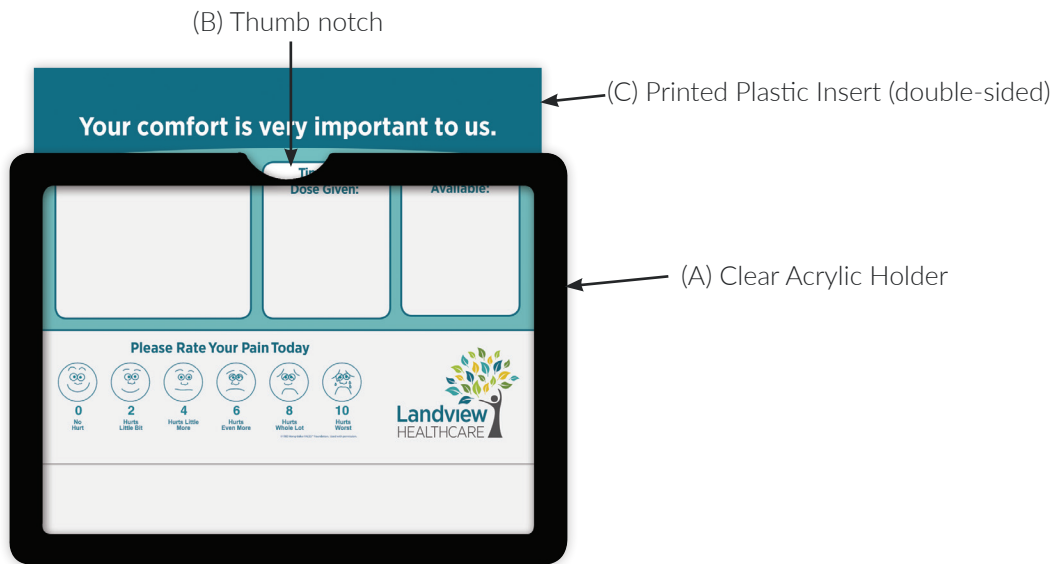 (B) Thumb notch
(C) Printed Plastic Insert (double-sided)
Your comfort is very important to us.
Dose Given:
Available:
(A) Clear Acrylic Holder
Please Rate Your Pain Today
0 2 4 6 8 10
No Hurt
Hurts Little Bit
Hurts Little More
Hurts Even More
Hurts Whole Lot
Hurts Worst
Landview
HEALTHCARE